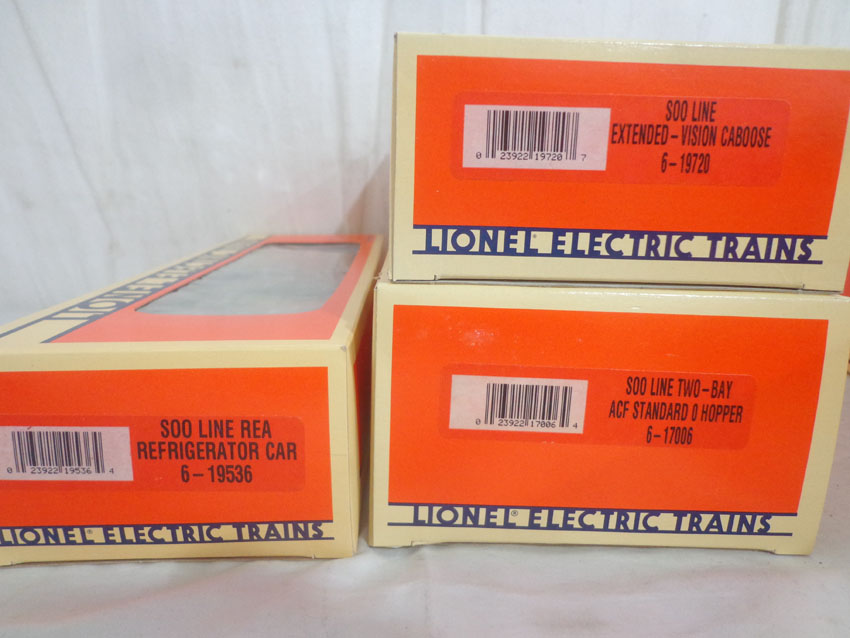 SOO LINE
EXTENDED-VISION CABOOSE
6-19720
0 23922 19720 7
LIONEL® ELECTRIC TRAINS
SOO LINE TWO-BAY
ACF STANDARD O HOPPER
6-17006
0 23922 17006 4
LIONEL® ELECTRIC TRAINS
LIONEL
SOO LINE REA
REFRIGERATOR CAR
6-19536
0 23922 19536 4
LIONEL® ELECTRIC TRAINS